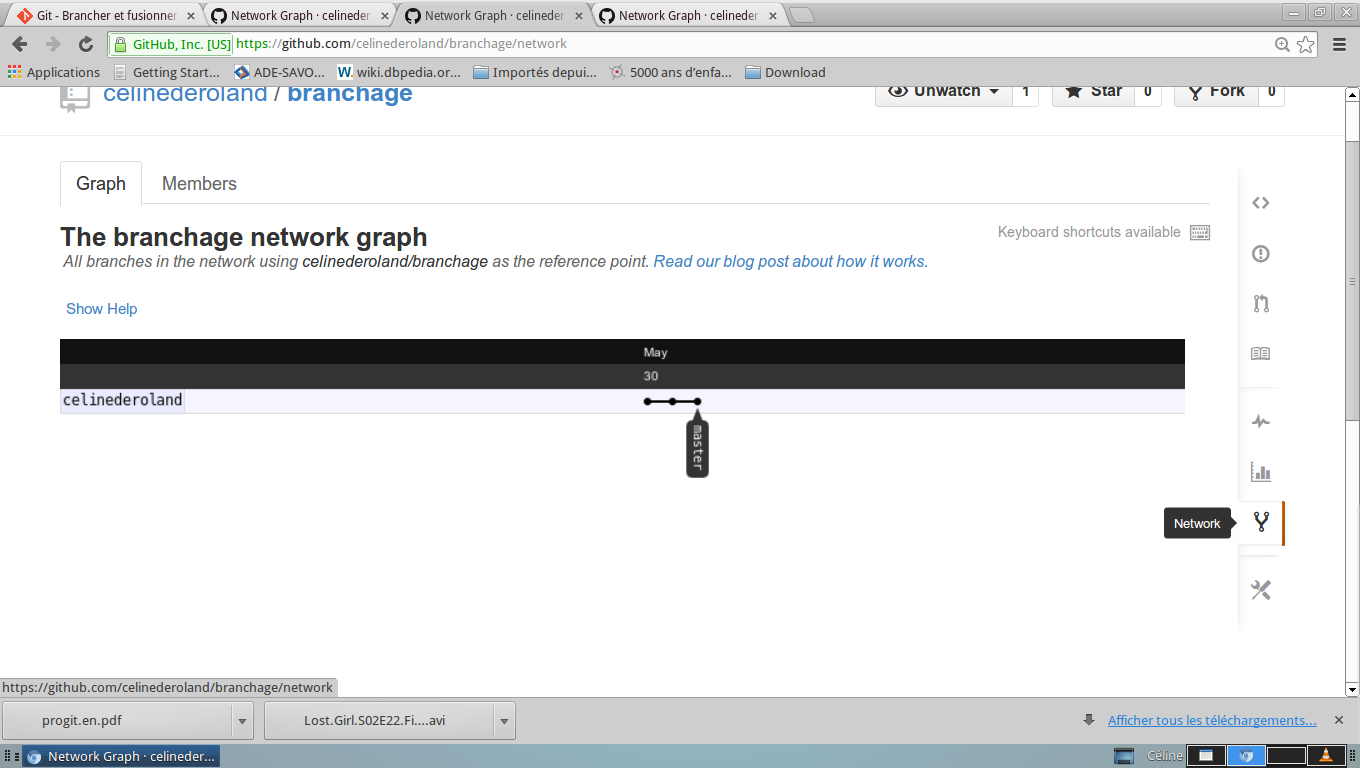 Git - Brancher et fusionner
Network Graph · celinedero
Network Graph · celinedero
Network Graph · celinedero
GitHub, Inc. [US] https://github.com/celinederoland/branchage/network
Applications Getting Start... ADE-SAVO... wiki.dbpedia.or... Importés depui... 5000 ans d'enfa... Download
celinederoland / branchage
Unwatch 1 Star 0 Fork 0
Graph Members
The branchage network graph
Keyboard shortcuts available
All branches in the network using celinederoland/branchage as the reference point. Read our blog post about how it works.
Show Help
May
30
celinederoland
master
Network
https://github.com/celinederoland/branchage/network
progit.en.pdf Lost.Girl.S02E22.Fi....avi Afficher tous les téléchargements...
Network Graph · celineder... Céline